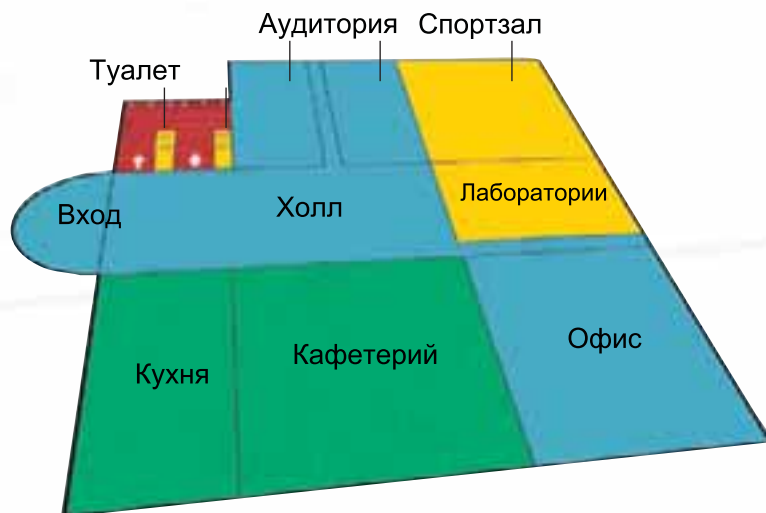 Аудитория
Спортзал
Туалет
Лаборатории
Вход
Холл
Офис
Кафетерий
Кухня